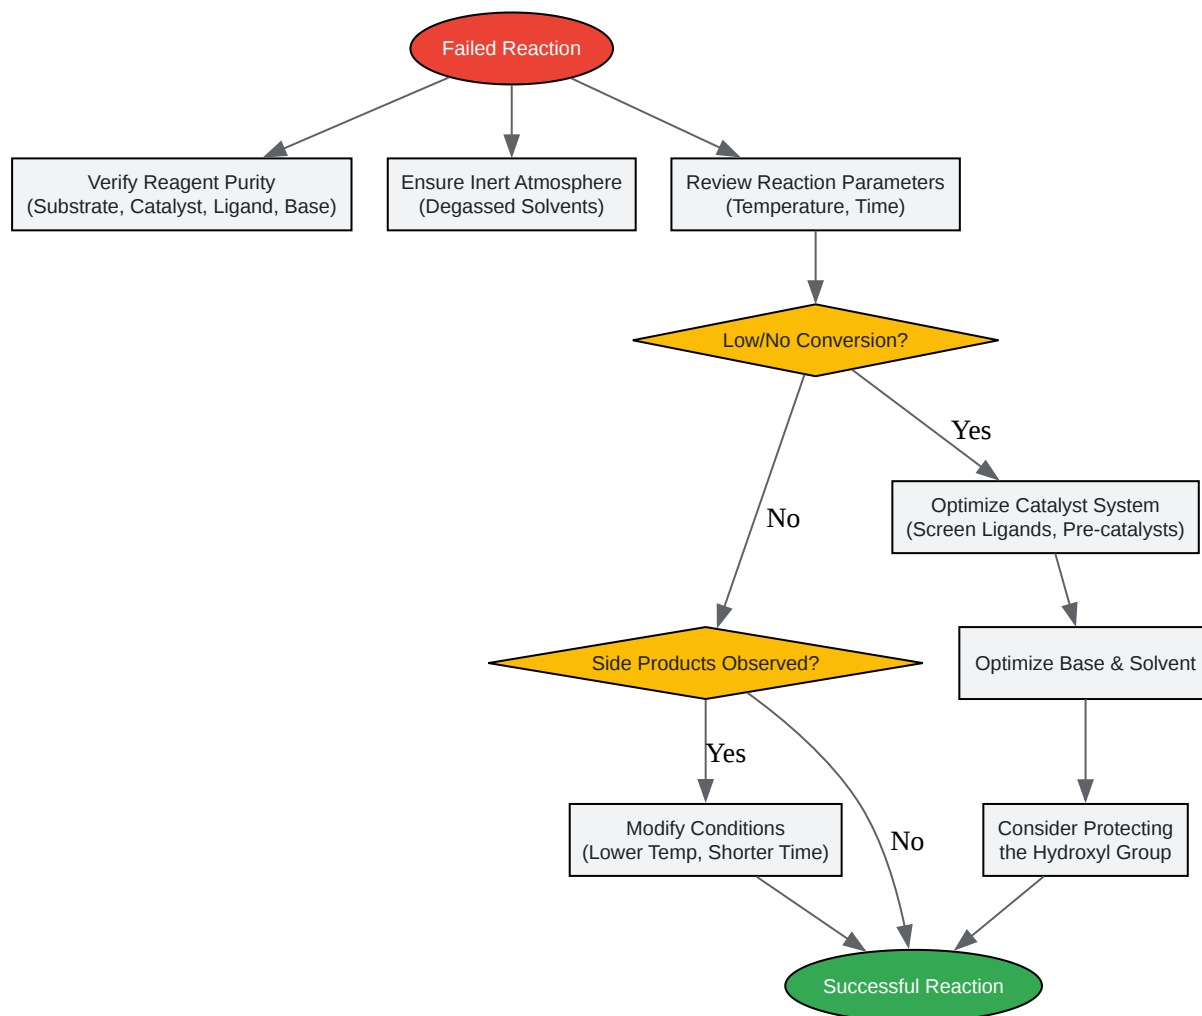 Failed Reaction
Verify Reagent Purity
(Substrate, Catalyst, Ligand, Base)
Ensure Inert Atmosphere
(Degassed Solvents)
Review Reaction Parameters
(Temperature, Time)
Low/No Conversion?
Yes
No
Optimize Catalyst System
(Screen Ligands, Pre-catalysts)
Side Products Observed?
Optimize Base & Solvent
Yes
No
Modify Conditions
(Lower Temp, Shorter Time)
Consider Protecting
the Hydroxyl Group
Successful Reaction